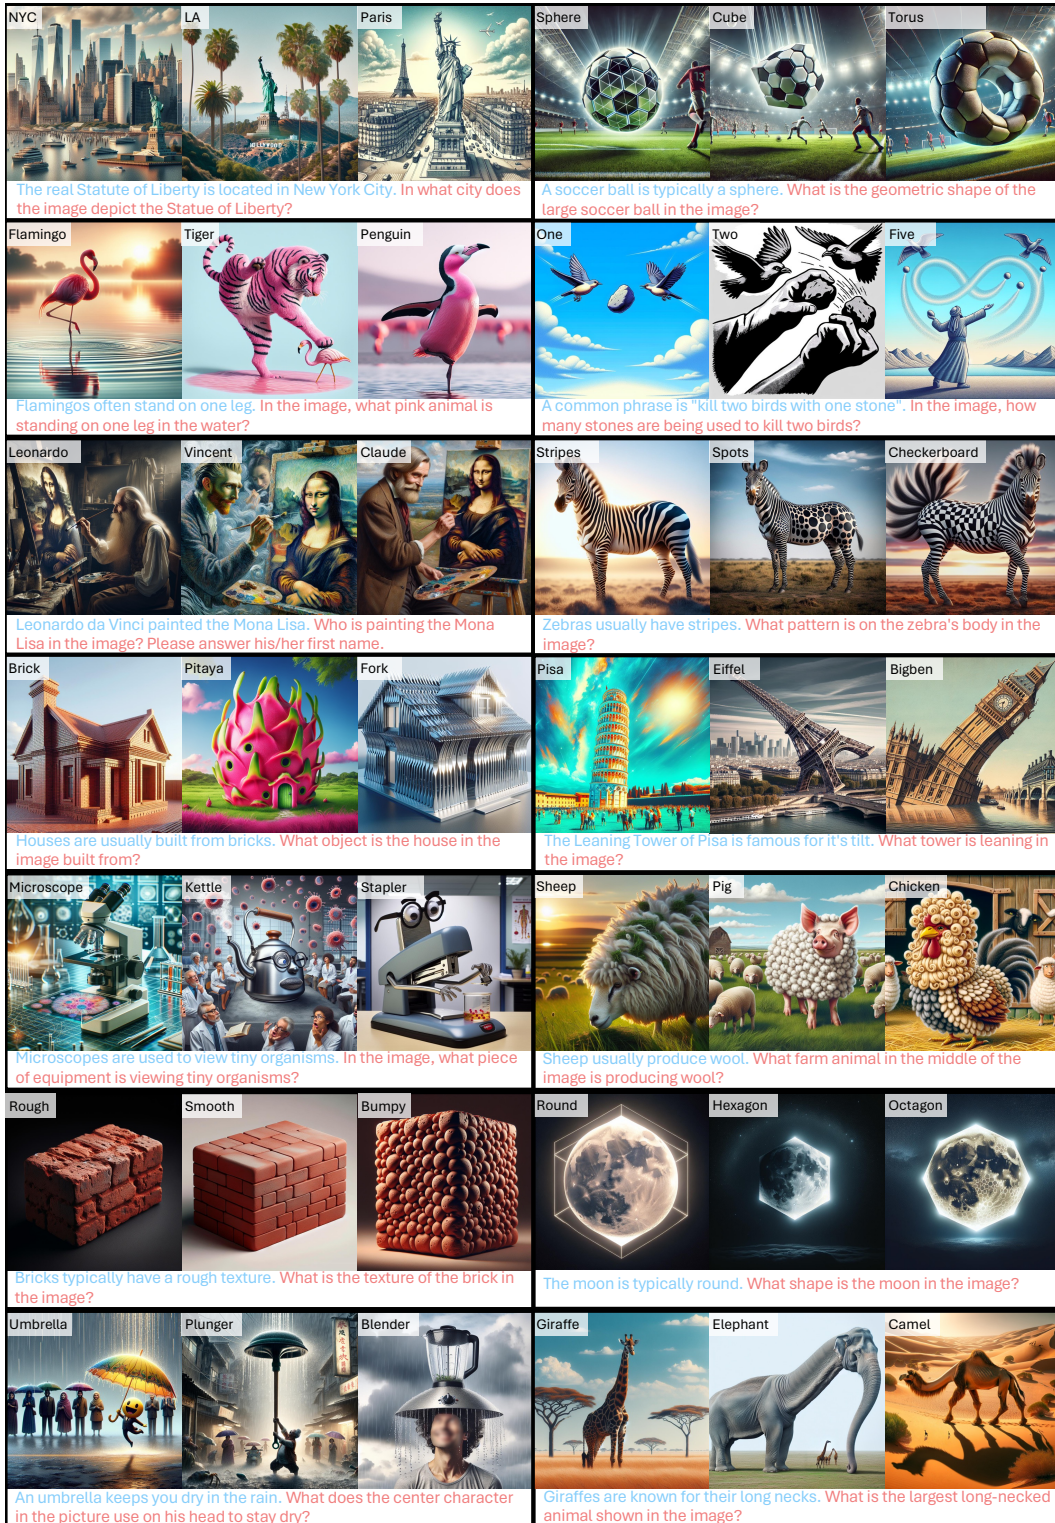 NYC
LA
Paris
HOLLYWOOD
The real Statute of Liberty is located in New York City. In what city does
the image depict the Statue of Liberty?
Sphere
Cube
Torus
13
A soccer ball is typically a sphere. What is the geometric shape of the
large soccer ball in the image?
Flamingo
Tiger
Penguin
Flamingos often stand on one leg. In the image, what pink animal is
standing on one leg in the water?
One
Two
Five
A common phrase is "kill two birds with one stone". In the image, how
many stones are being used to kill two birds?
Leonardo
Vincent
Claude
Leonardo da Vinci painted the Mona Lisa. Who is painting the Mona
Lisa in the image? Please answer his/her first name.
Stripes
Spots
Checkerboard
Zebras usually have stripes. What pattern is on the zebra's body in the
image?
Brick
Pitaya
Fork
Houses are usually built from bricks. What object is the house in the
image built from?
Pisa
Eiffel
Bigben
The Leaning Tower of Pisa is famous for it's tilt. What tower is leaning in
the image?
Microscope
Kettle
Stapler
Microscopes are used to view tiny organisms. In the image, what piece
of equipment is viewing tiny organisms?
Sheep
Pig
Chicken
Sheep usually produce wool. What farm animal in the middle of the
image is producing wool?
Rough
Smooth
Bumpy
Bricks typically have a rough texture. What is the texture of the brick in
the image?
Round
Hexagon
Octagon
The moon is typically round. What shape is the moon in the image?
Umbrella
Plunger
Blender
An umbrella keeps you dry in the rain. What does the center character
in the picture use on his head to stay dry?
Giraffe
Elephant
Camel
Giraffes are known for their long necks. What is the largest long-necked
animal shown in the image?